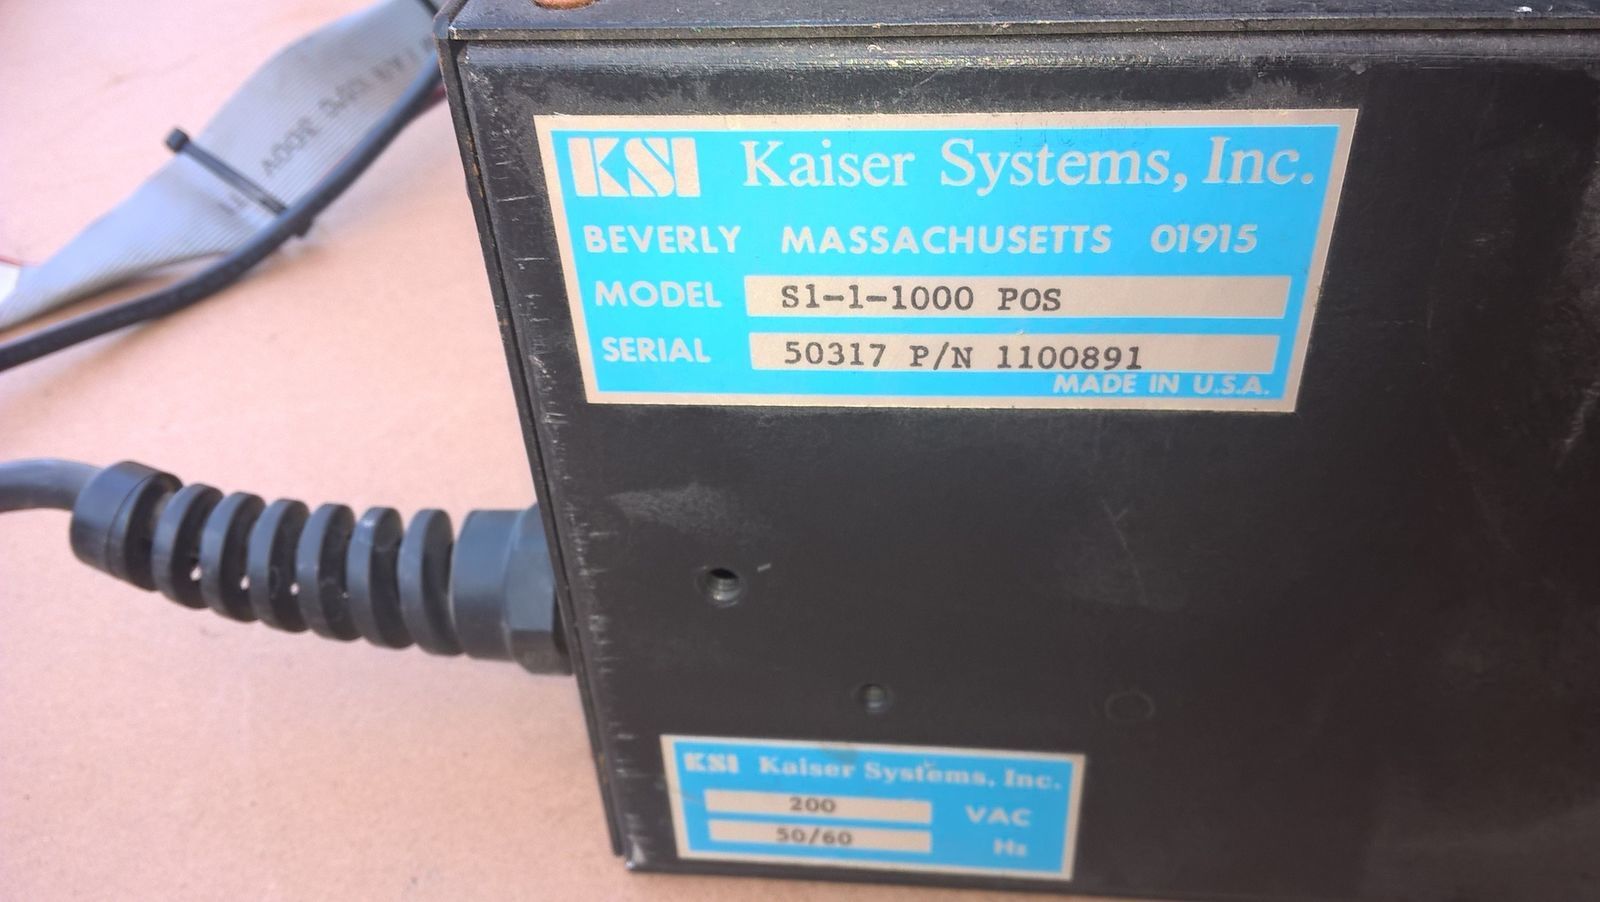 KSI Kaiser Systems, Inc.
BEVERLY MASSACHUSETTS 01915
MODEL S1-1-1000 POS
SERIAL 50317 P/N 1100891
MADE IN U.S.A.
KSI Kaiser Systems, Inc.
200 VAC
50/60 Hz